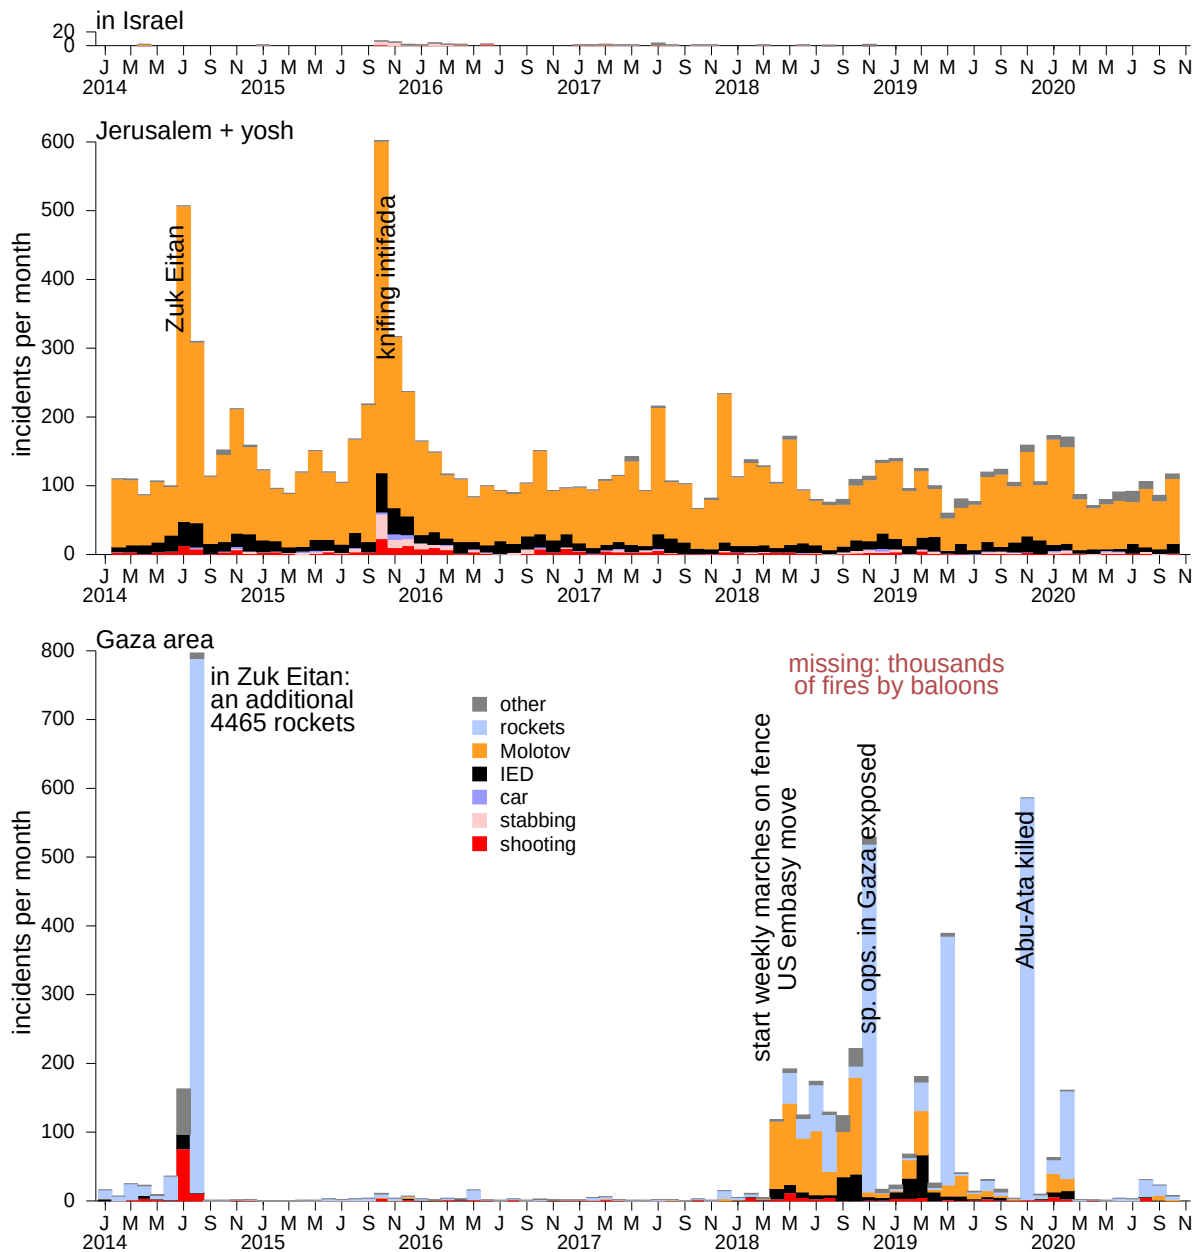 in Israel
20
0
J M M J S N J M M J S N J M M J S N J M M J S N J M M J S N J M M J S N J M M J S N
2014 2015 2016 2017 2018 2019 2020
Jerusalem + yosh
600
500
400
300
200
100
0
incidents per month
Zuk Eitan
knifing intifada
J M M J S N J M M J S N J M M J S N J M M J S N J M M J S N J M M J S N J M M J S N
2014 2015 2016 2017 2018 2019 2020
Gaza area
800
700
600
500
400
300
200
100
0
incidents per month
in Zuk Eitan:
an additional
4465 rockets
other
rockets
Molotov
IED
car
stabbing
shooting
missing: thousands
of fires by baloons
start weekly marches on fence
US embasy move
sp. ops. in Gaza exposed
Abu-Ata killed
J M M J S N J M M J S N J M M J S N J M M J S N J M M J S N J M M J S N J M M J S N
2014 2015 2016 2017 2018 2019 2020